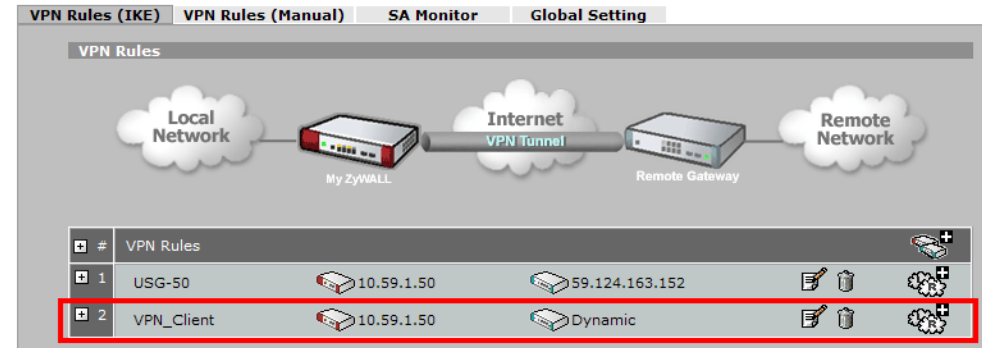 VPN Rules (IKE) VPN Rules (Manual) SA Monitor Global Setting
VPN Rules
Local Network
Internet
VPN Tunnel
Remote Network
My ZyWALL
Remote Gateway
# VPN Rules
1 USG-50 10.59.1.50 59.124.163.152
2 VPN_Client 10.59.1.50 Dynamic